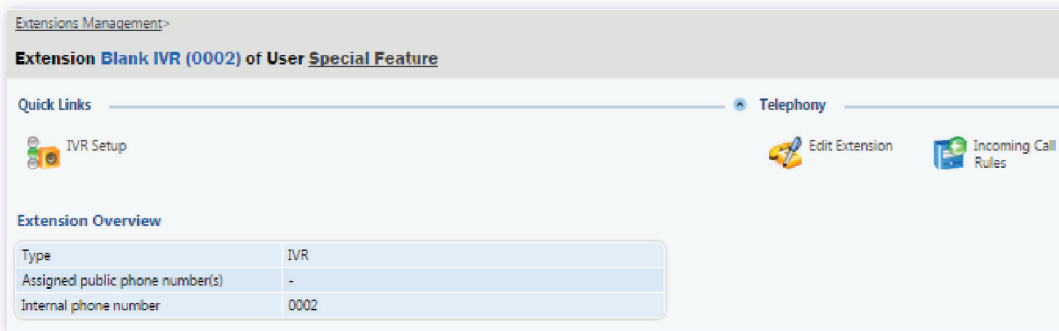 Extensions Management>
Extension Blank IVR (0002) of User Special Feature
Quick Links
IVR Setup
Telephony
Edit Extension
Incoming Call
Rules
Extension Overview
Type IVR
Assigned public phone number(s) -
Internal phone number 0002